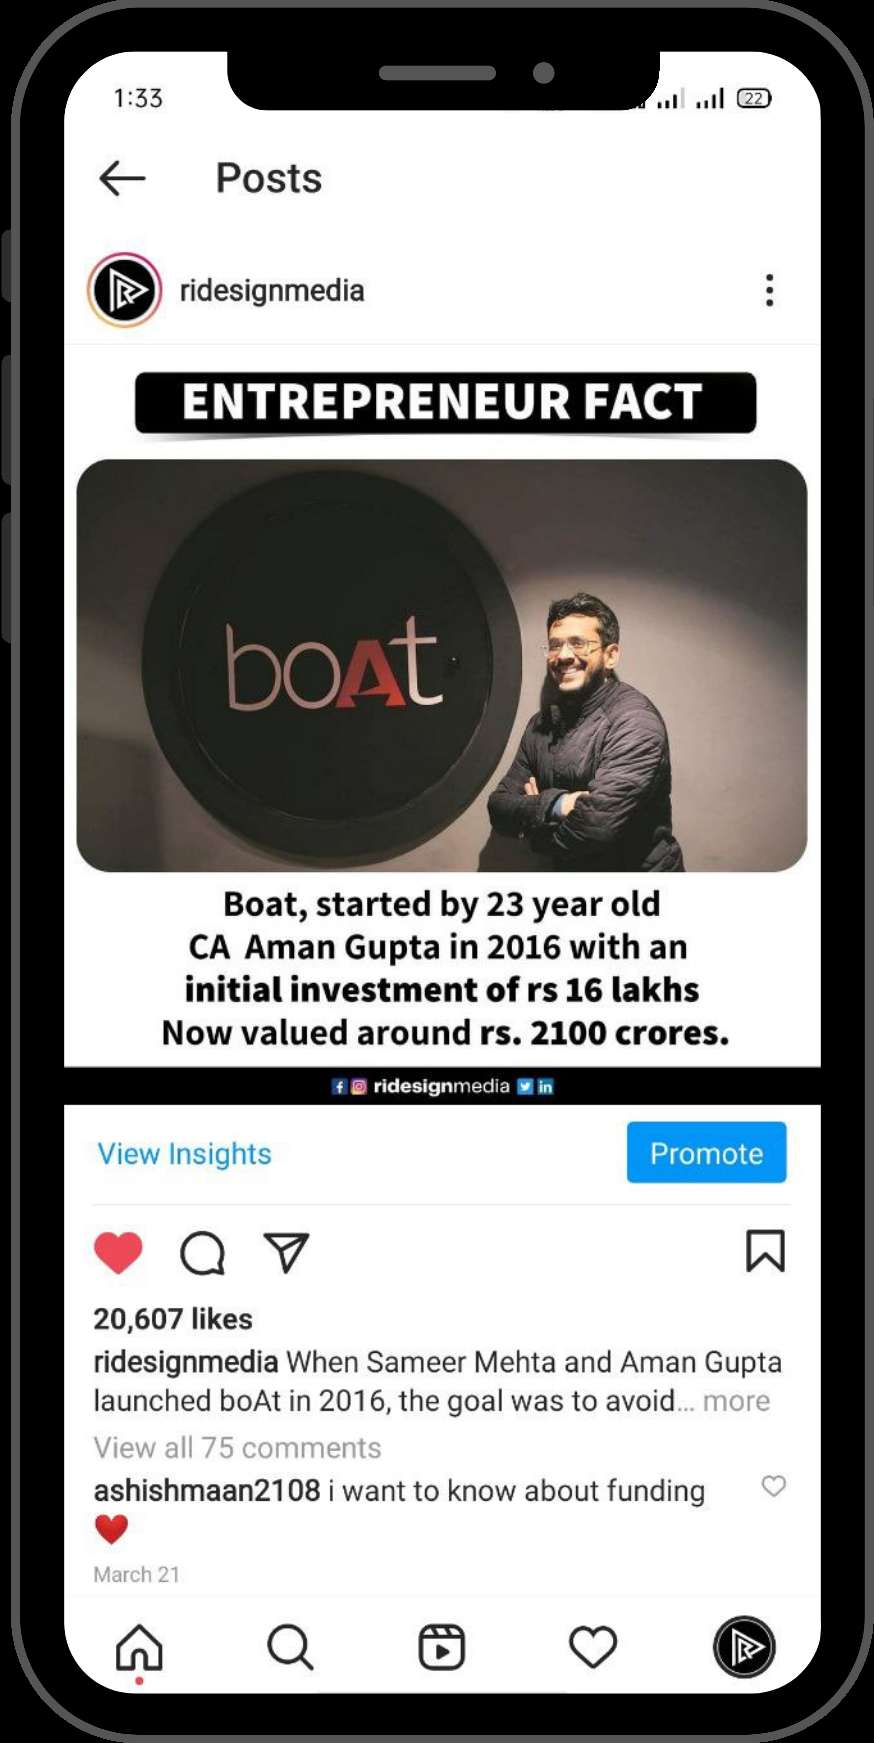 1:33
22
Posts
ridesignmedia
ENTREPRENEUR FACT
boAt
Boat, started by 23 year old
CA Aman Gupta in 2016 with an
initial investment of rs 16 lakhs
Now valued around rs. 2100 crores.
ridesignmedia
View Insights
Promote
20,607 likes
ridesignmedia When Sameer Mehta and Aman Gupta
launched boAt in 2016, the goal was to avoid... more
View all 75 comments
ashishmaan2108 i want to know about funding
❤️
March 21